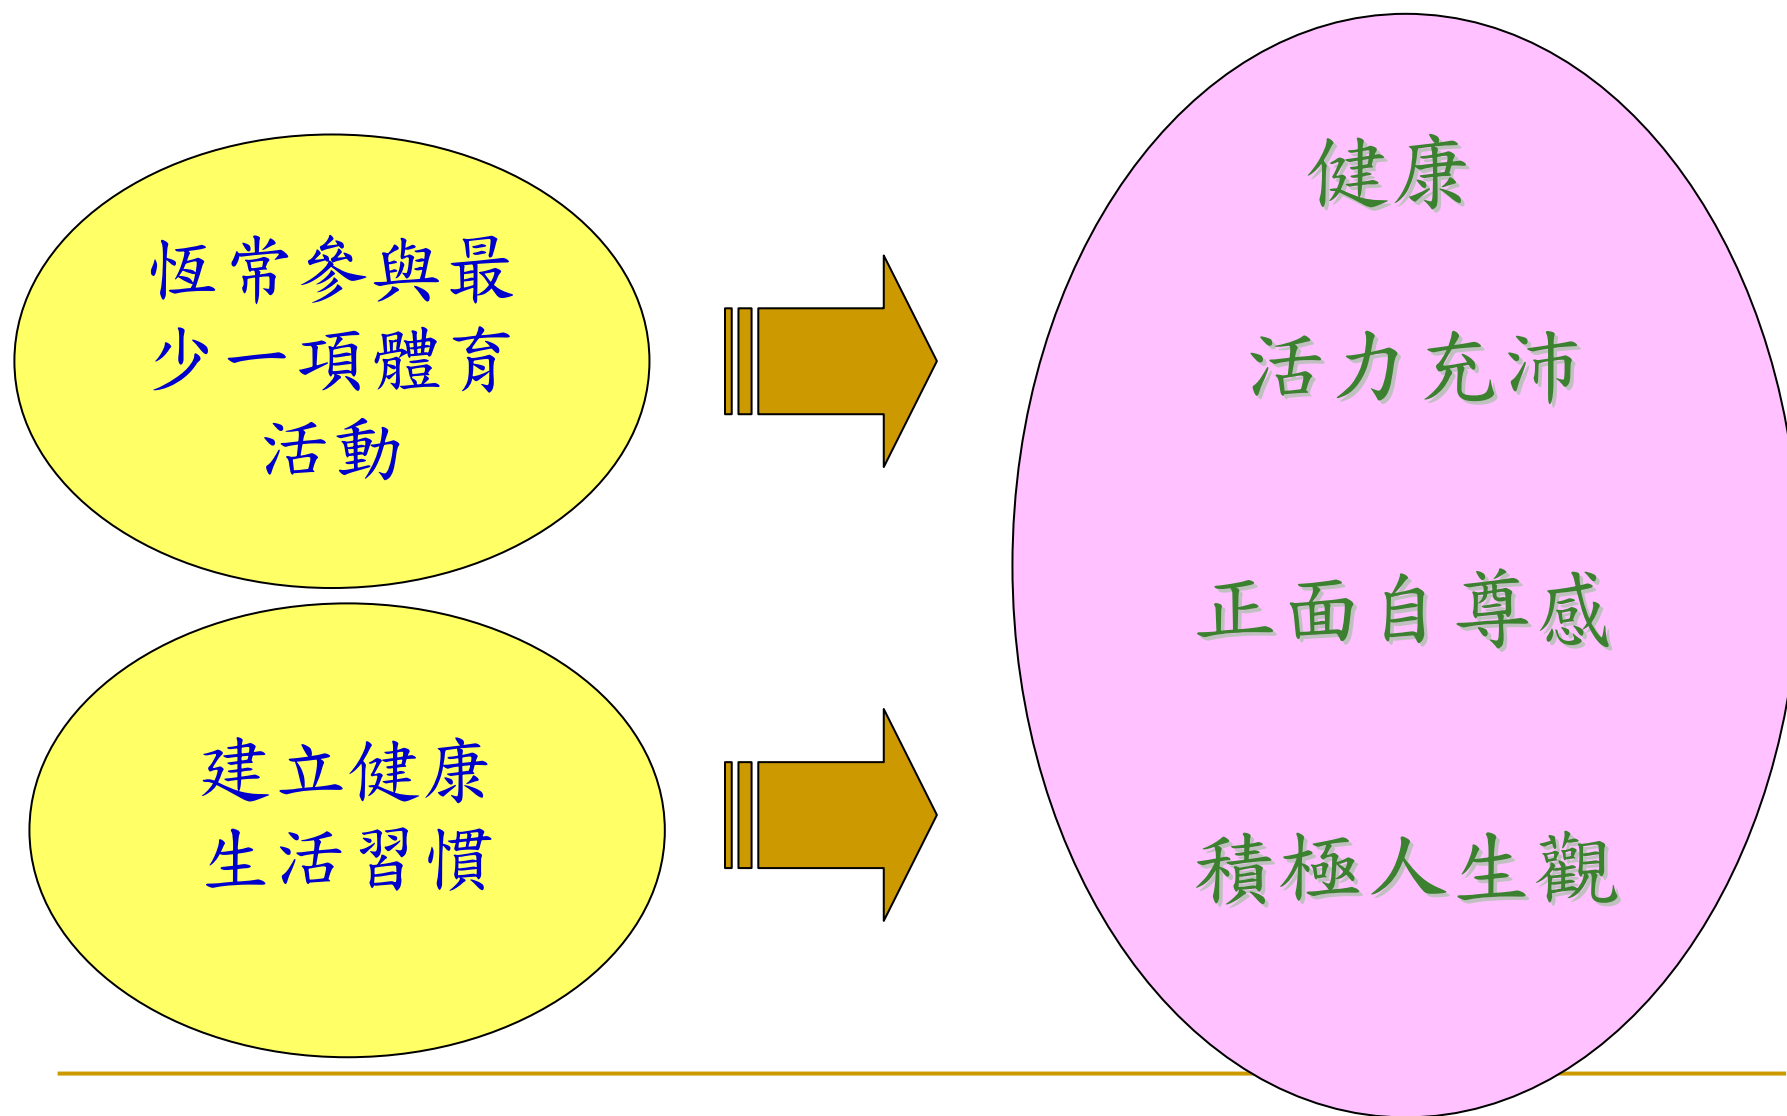 恆常參與最
少一項體育
活動
建立健康
生活習慣
健康
活力充沛
正面自尊感
積極人生觀